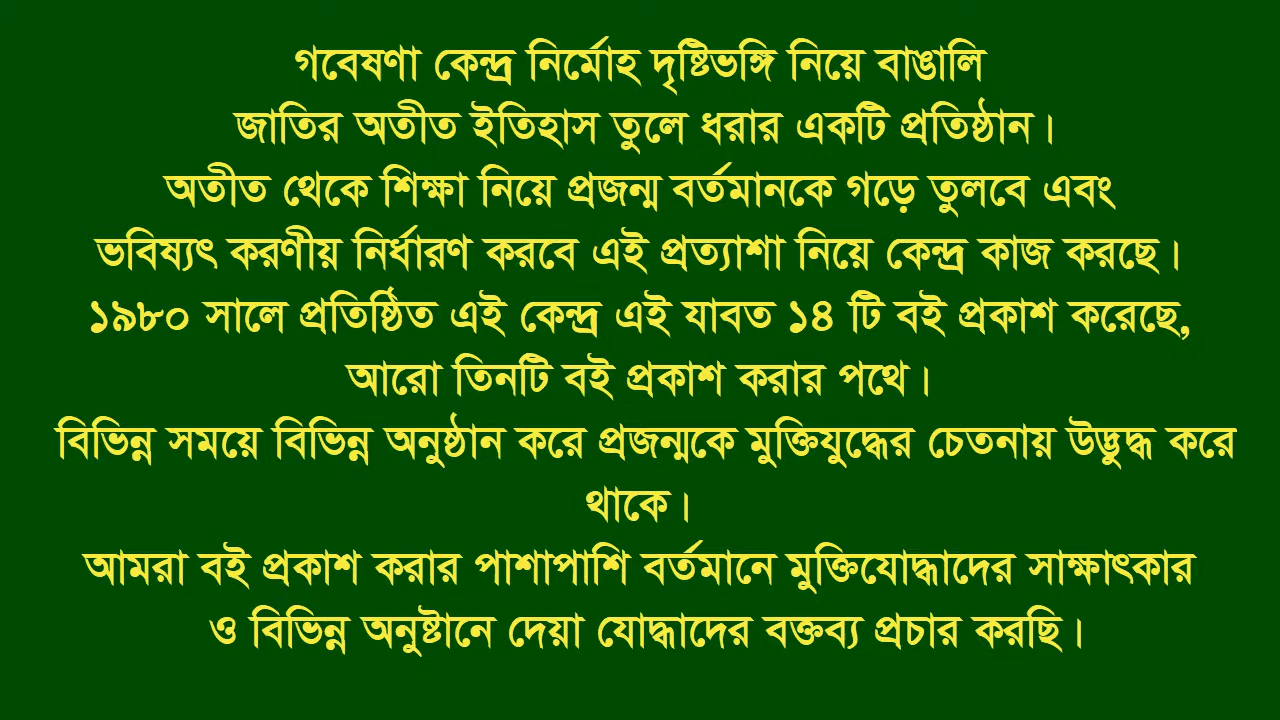 গবেষণা কেন্দ্র নির্মোহ দৃষ্টিভঙ্গি নিয়ে বাঙালি
জাতির অতীত ইতিহাস তুলে ধরার একটি প্রতিষ্ঠান।
অতীত থেকে শিক্ষা নিয়ে প্রজন্ম বর্তমানকে গড়ে তুলবে এবং
ভবিষ্যৎ করণীয় নির্ধারণ করবে এই প্রত্যাশা নিয়ে কেন্দ্র কাজ করছে।
১৯৮০ সালে প্রতিষ্ঠিত এই কেন্দ্র এই যাবত ১৪ টি বই প্রকাশ করেছে,
আরো তিনটি বই প্রকাশ করার পথে।
বিভিন্ন সময়ে বিভিন্ন অনুষ্ঠান করে প্রজন্মকে মুক্তিযুদ্ধের চেতনায় উদ্ভুদ্ধ করে
থাকে।
আমরা বই প্রকাশ করার পাশাপাশি বর্তমানে মুক্তিযোদ্ধাদের সাক্ষাৎকার
ও বিভিন্ন অনুষ্টানে দেয়া যোদ্ধাদের বক্তব্য প্রচার করছি।